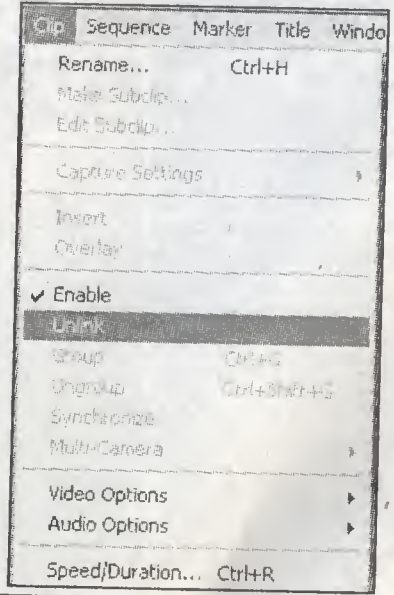 Clip Sequence Marker Title Windo
Rename... Ctrl+H
Make Subclip...
Edit Subclip...
Capture Settings
Insert
Overlay
✓ Enable
Unlink
Group Ctrl+G
Ungroup Ctrl+Shift+G
Synchronize
Multi-Camera
Video Options
Audio Options
Speed/Duration... Ctrl+R